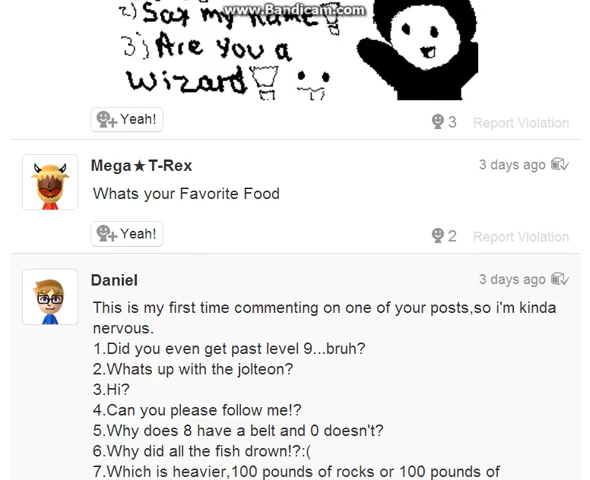 www.Bandicam.com
2) Say my name!
3) Are you a
wizard!
Yeah!
3
Report Violation
Mega★T-Rex
3 days ago
Whats your Favorite Food
Yeah!
2
Report Violation
Daniel
3 days ago
This is my first time commenting on one of your posts,so i'm kinda
nervous.
1.Did you even get past level 9...bruh?
2.Whats up with the jolteon?
3.Hi?
4.Can you please follow me!?
5.Why does 8 have a belt and 0 doesn't?
6.Why did all the fish drown!?:(
7.Which is heavier,100 pounds of rocks or 100 pounds of